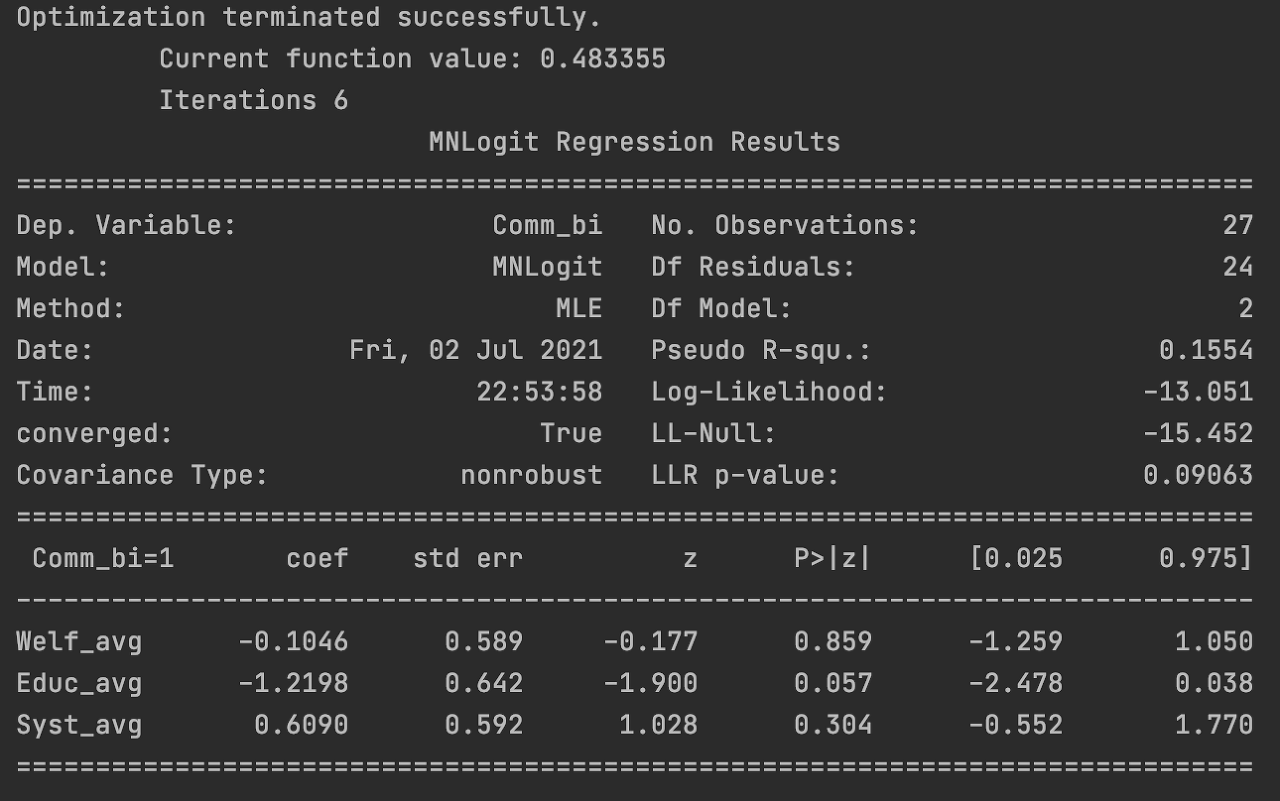 Optimization terminated successfully.
         Current function value: 0.483355
         Iterations 6
                          MNLogit Regression Results
==============================================================================
Dep. Variable:                Comm_bi   No. Observations:                   27
Model:                        MNLogit   Df Residuals:                       24
Method:                           MLE   Df Model:                            2
Date:                Fri, 02 Jul 2021   Pseudo R-squ.:                  0.1554
Time:                        22:53:58   Log-Likelihood:                -13.051
converged:                       True   LL-Null:                       -15.452
Covariance Type:            nonrobust   LLR p-value:                   0.09063
==============================================================================
 Comm_bi=1       coef    std err          z      P>|z|      [0.025      0.975]
------------------------------------------------------------------------------
Welf_avg      -0.1046      0.589     -0.177      0.859      -1.259       1.050
Educ_avg      -1.2198      0.642     -1.900      0.057      -2.478       0.038
Syst_avg       0.6090      0.592      1.028      0.304      -0.552       1.770
==============================================================================